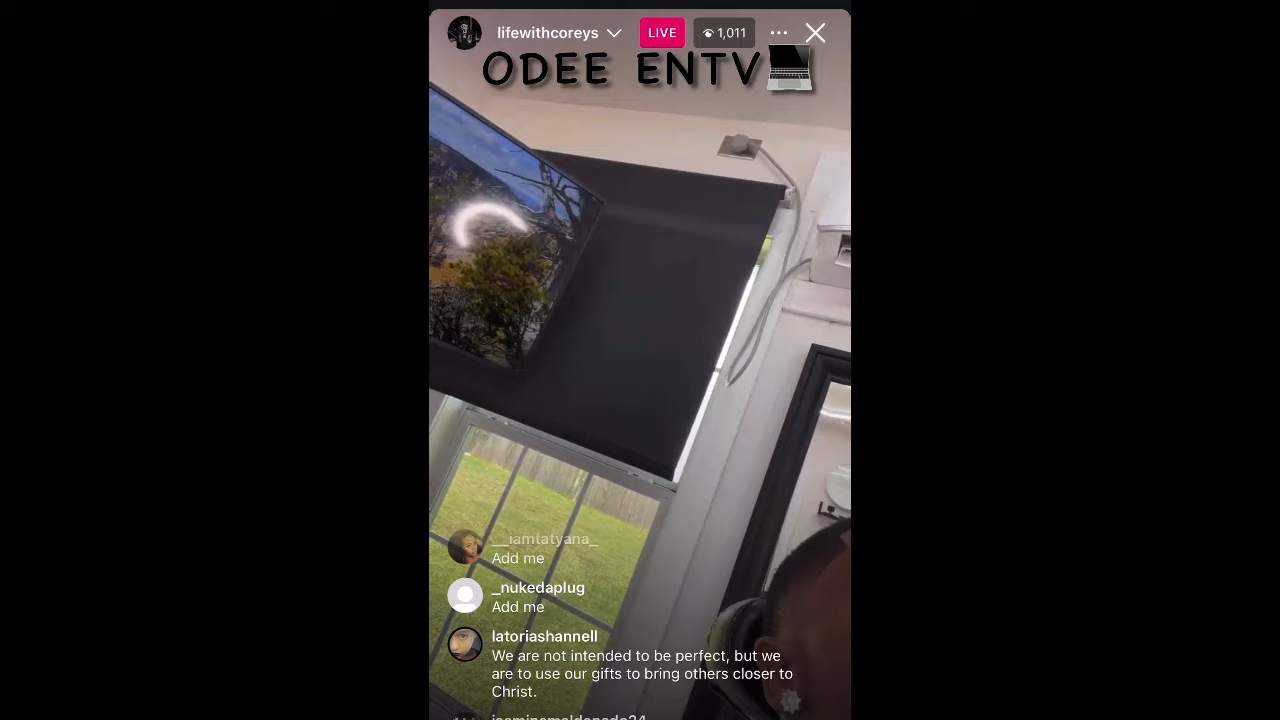 lifewithcoreys
LIVE
1,011
ODEE ENTV
__iamtatyana_
Add me
_nukedaplug
Add me
latoriashannell
We are not intended to be perfect, but we
are to use our gifts to bring others closer to
Christ.